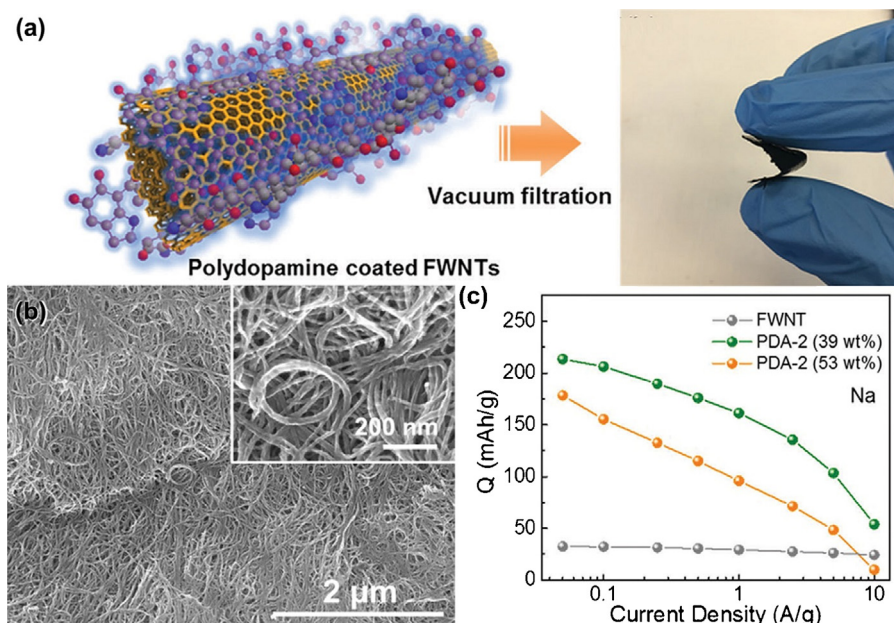 (a)
Vacuum filtration
Polydopamine coated FWNTs
(b)
200 nm
2 μm
(c)
250
200
150
100
50
0
Q (mAh/g)
FWNT
PDA-2 (39 wt%)
PDA-2 (53 wt%)
Na
0.1
1
10
Current Density (A/g)